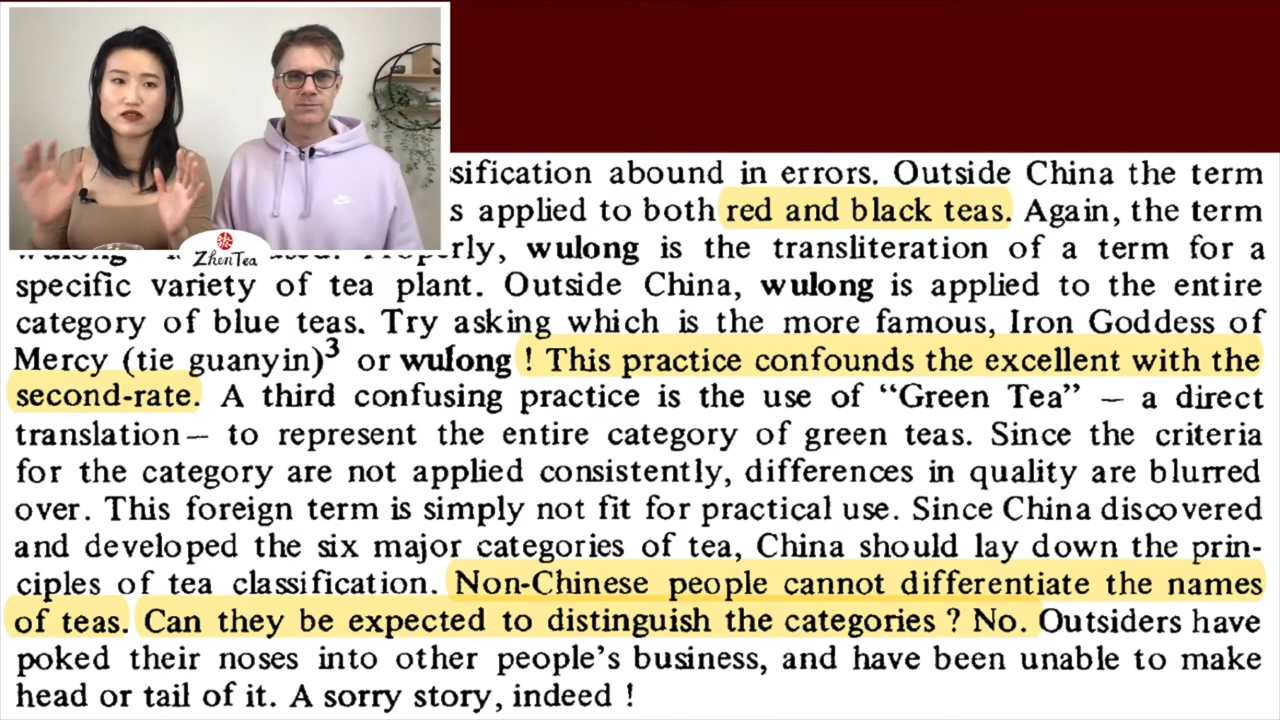 ZhenTea
sification abound in errors. Outside China the term
s applied to both red and black teas. Again, the term
wulong is the transliteration of a term for a
specific variety of tea plant. Outside China, wulong is applied to the entire
category of blue teas. Try asking which is the more famous, Iron Goddess of
Mercy (tie guanyin)3 or wulong ! This practice confounds the excellent with the
second-rate. A third confusing practice is the use of “Green Tea” – a direct
translation– to represent the entire category of green teas. Since the criteria
for the category are not applied consistently, differences in quality are blurred
over. This foreign term is simply not fit for practical use. Since China discovered
and developed the six major categories of tea, China should lay down the prin-
ciples of tea classification. Non-Chinese people cannot differentiate the names
of teas. Can they be expected to distinguish the categories ? No. Outsiders have
poked their noses into other people’s business, and have been unable to make
head or tail of it. A sorry story, indeed !